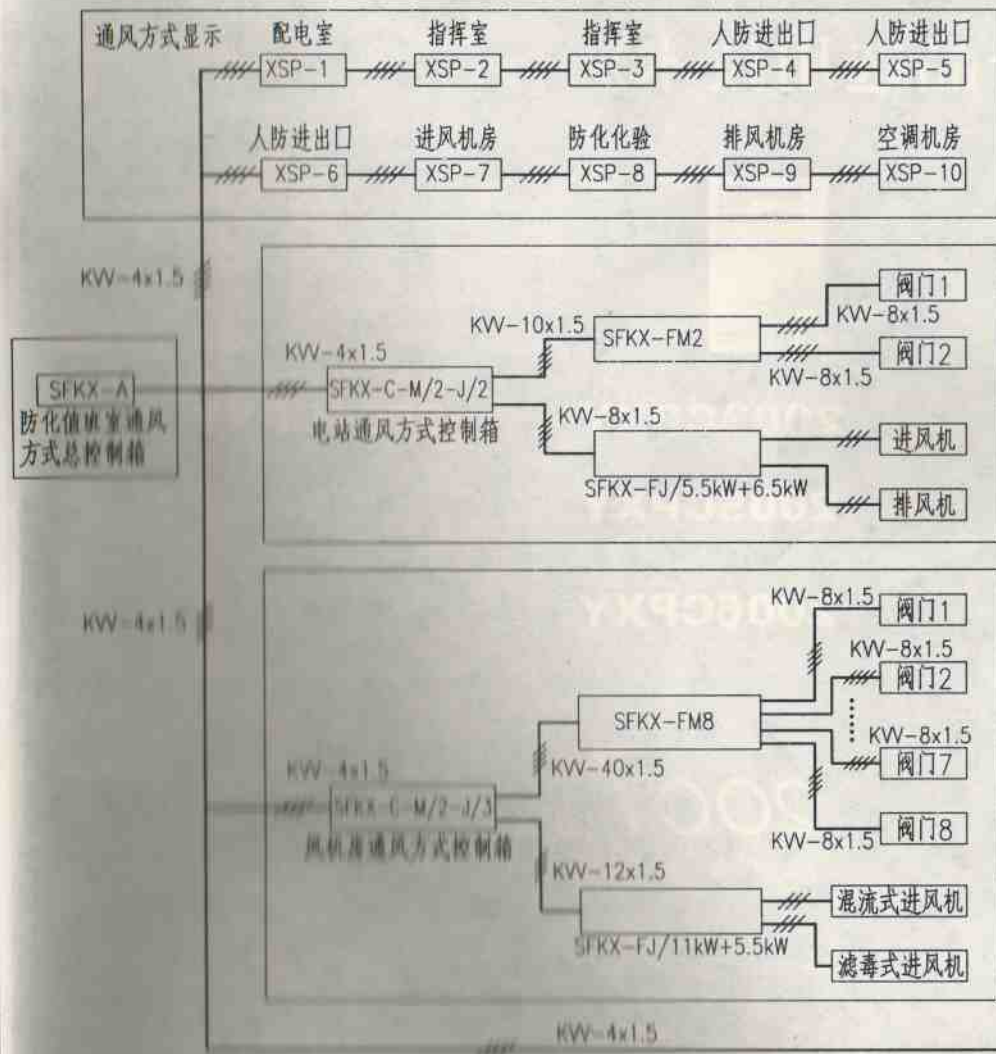 通风方式显示
配电室
指挥室
指挥室
人防进出口
人防进出口
XSP-1
XSP-2
XSP-3
XSP-4
XSP-5
人防进出口
进风机房
防化化验
排风机房
空调机房
XSP-6
XSP-7
XSP-8
XSP-9
XSP-10
KVV-4x1.5
SFKX-A
防化值班室通风
方式总控制箱
KVV-4x1.5
SFKX-C-M/2-J/2
电站通风方式控制箱
KVV-10x1.5
SFKX-FM2
阀门1
KVV-8x1.5
阀门2
KVV-8x1.5
KVV-8x1.5
SFKX-FJ/5.5kW+6.5kW
进风机
排风机
KVV-4x1.5
KVV-4x1.5
SFKX-C-M/2-J/3
风机房通风方式控制箱
KVV-40x1.5
SFKX-FM8
KVV-8x1.5
阀门1
KVV-8x1.5
阀门2
KVV-8x1.5
阀门7
KVV-8x1.5
阀门8
KVV-12x1.5
SFKX-FJ/11kW+5.5kW
混流式进风机
滤毒式进风机
KVV-4x1.5
2006CPXY